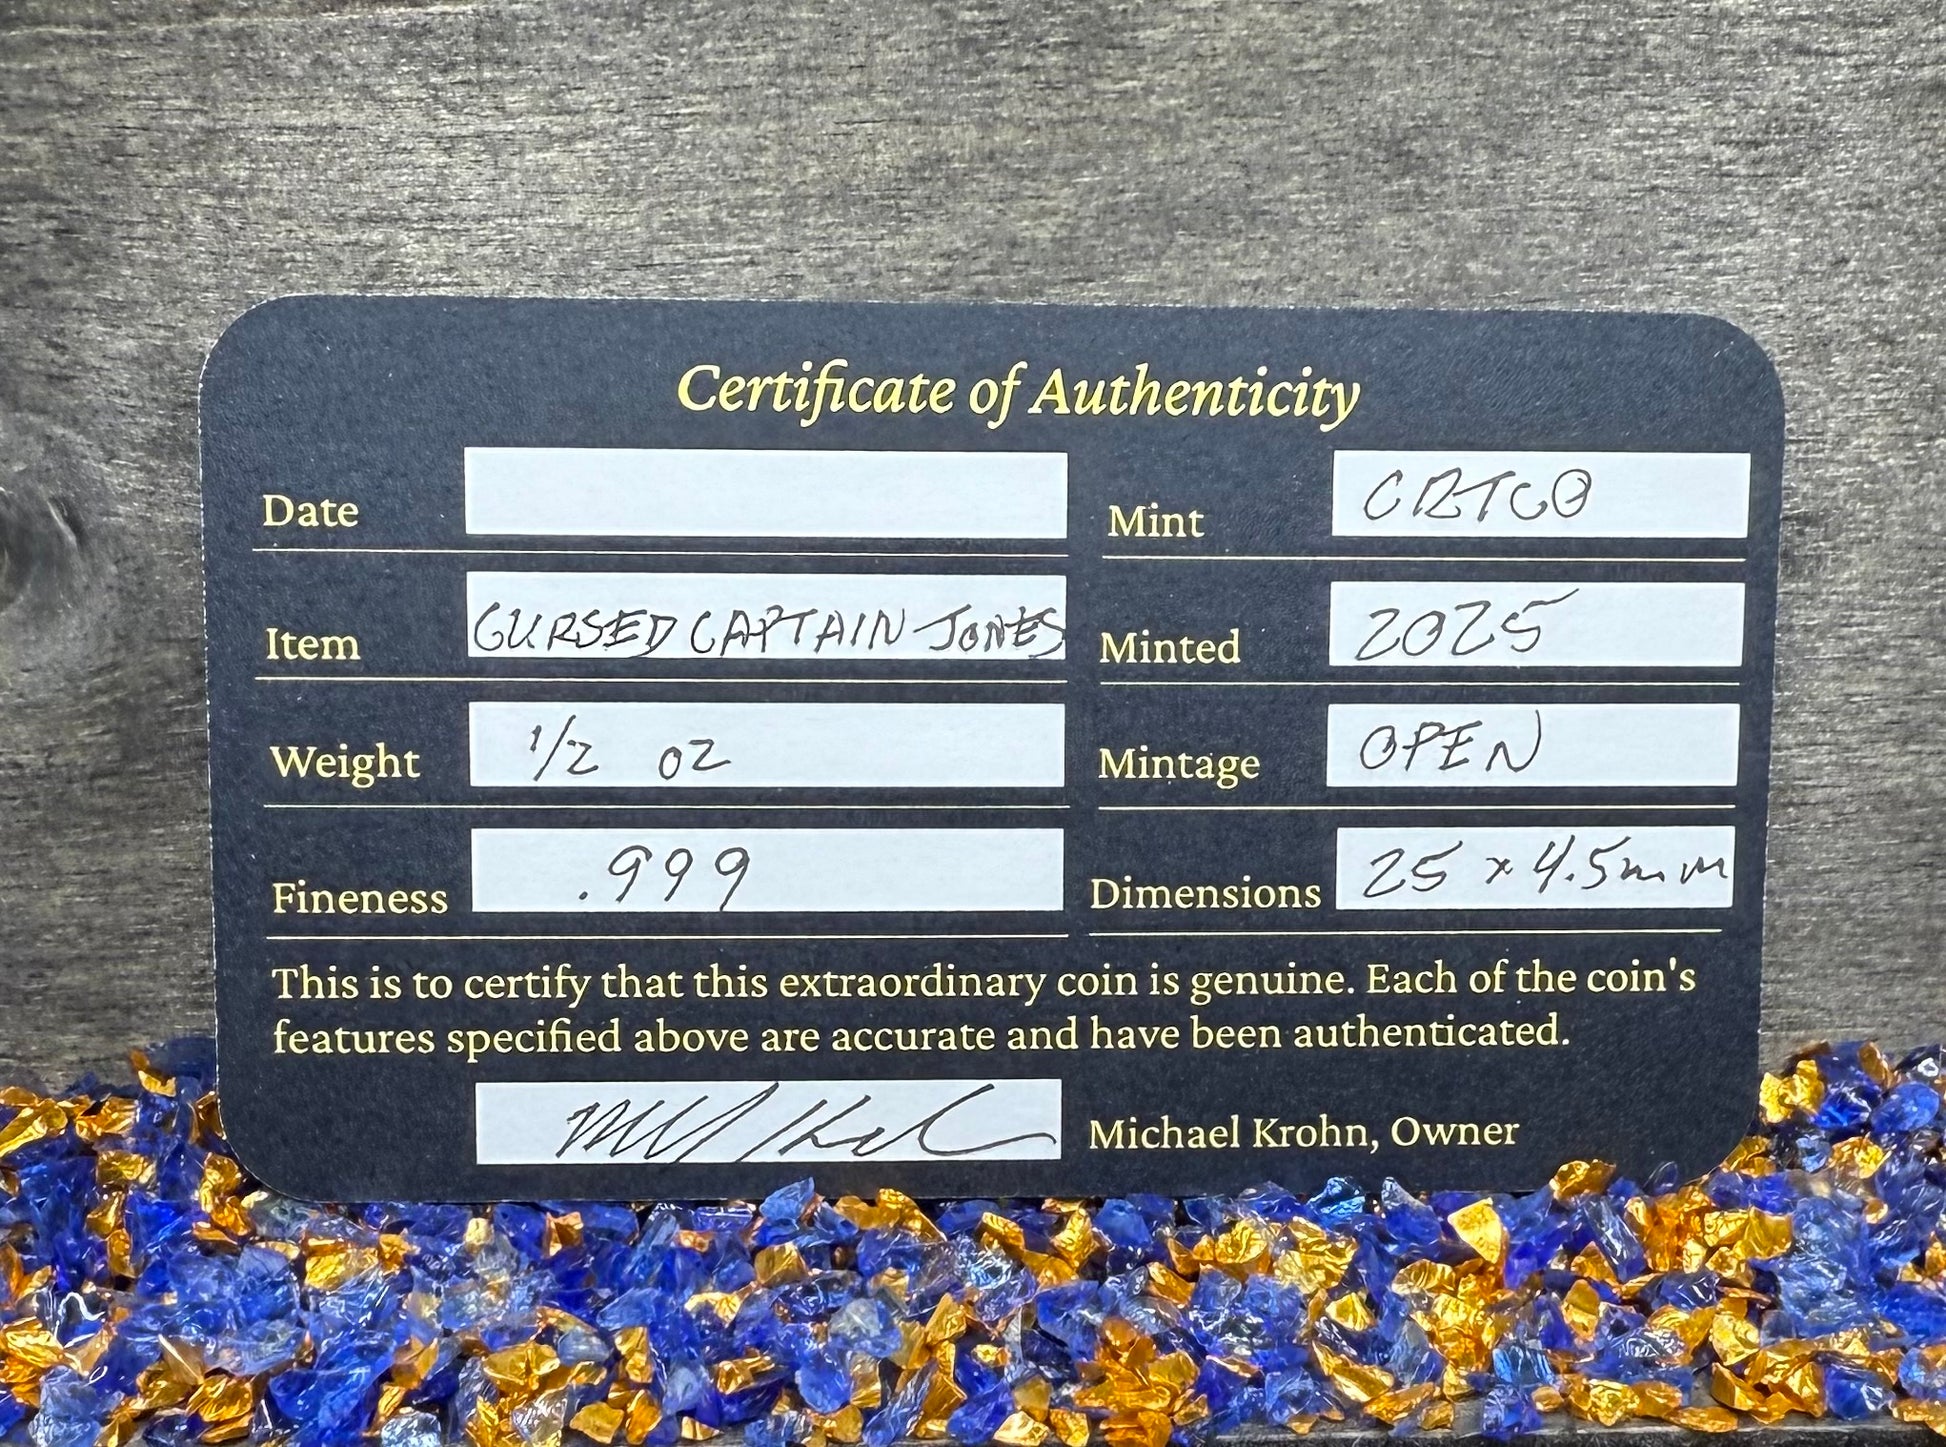 Certificate of Authenticity
Date
Mint CRTCO
Item CURSED CAPTAIN JONES
Minted 2025
Weight 1/2 oz
Mintage OPEN
Fineness .999
Dimensions 25 x 4.5mm
This is to certify that this extraordinary coin is genuine. Each of the coin's
features specified above are accurate and have been authenticated.
Michael Krohn, Owner